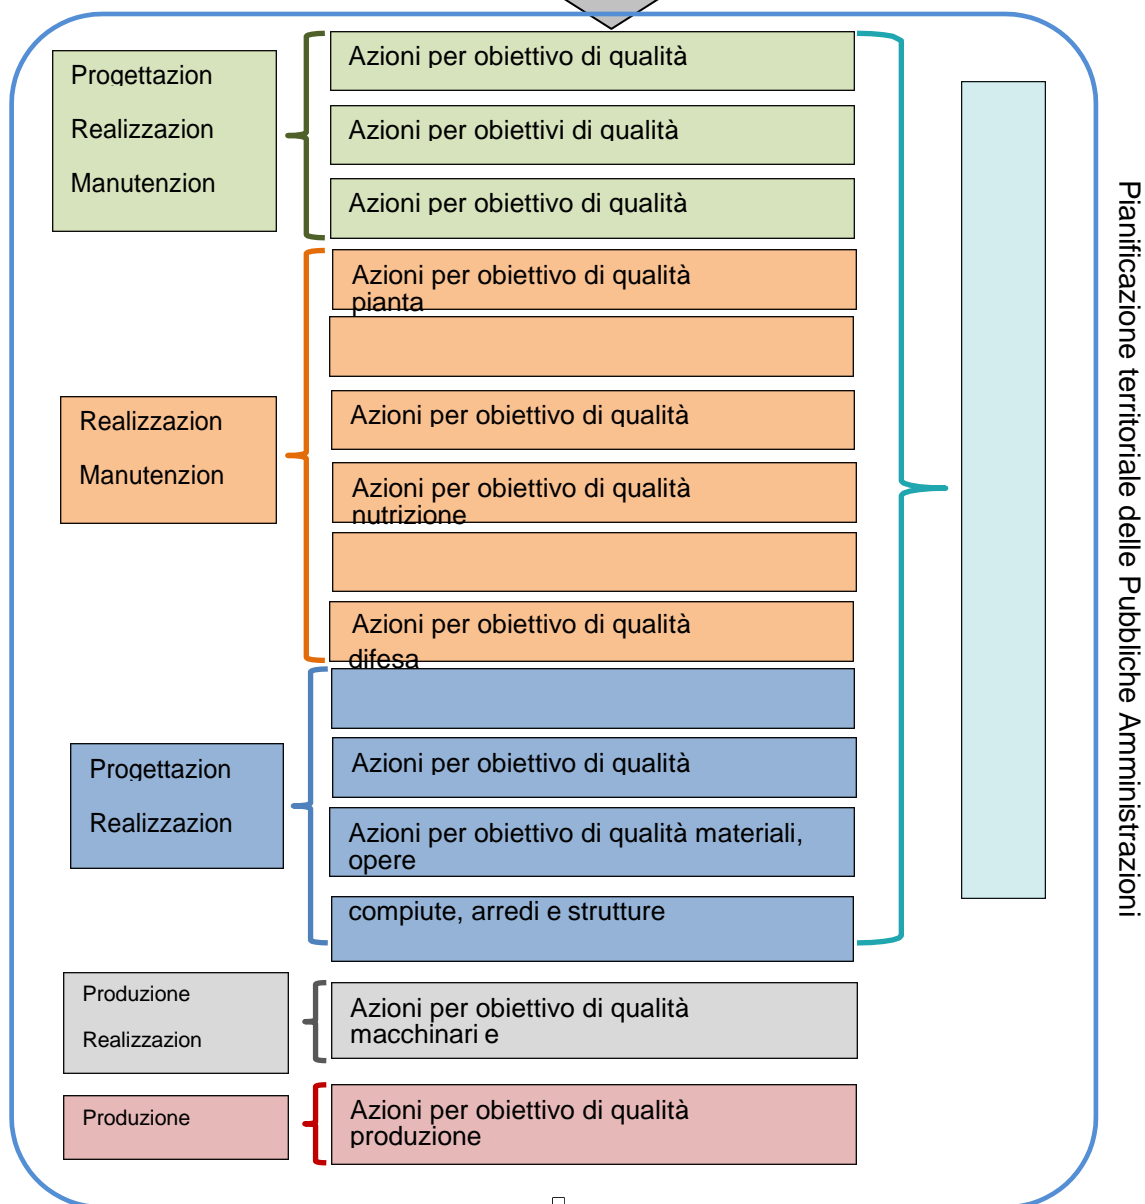 Progettazion
Realizzazion
Manutenzion
Azioni per obiettivo di qualità
Azioni per obiettivi di qualità
Azioni per obiettivo di qualità
Realizzazion
Manutenzion
Azioni per obiettivo di qualità
pianta
Azioni per obiettivo di qualità
Azioni per obiettivo di qualità
nutrizione
Azioni per obiettivo di qualità
difesa
Progettazion
Realizzazion
Azioni per obiettivo di qualità
Azioni per obiettivo di qualità materiali,
opere
compiute, arredi e strutture
Produzione
Realizzazion
Azioni per obiettivo di qualità
macchinari e
Produzione
Azioni per obiettivo di qualità
produzione
Pianificazione territoriale delle Pubbliche Amministrazioni